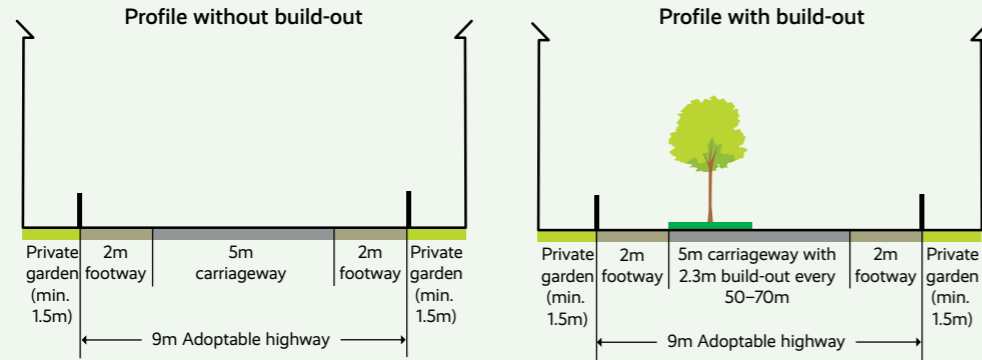 Profile without build-out
Private
garden
(min.
1.5m)
2m
footway
5m
carriageway
2m
footway
Private
garden
(min.
1.5m)
9m Adoptable highway
Profile with build-out
Private
garden
(min.
1.5m)
2m
footway
5m carriageway with
2.3m build-out every
50–70m
2m
footway
Private
garden
(min.
1.5m)
9m Adoptable highway